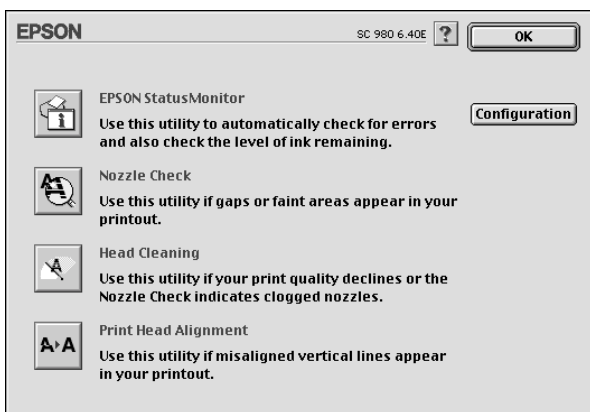 EPSON
SC 980 6.40E ? OK
EPSON StatusMonitor
Use this utility to automatically check for errors
and also check the level of ink remaining.
Configuration
Nozzle Check
Use this utility if gaps or faint areas appear in your
printout.
Head Cleaning
Use this utility if your print quality declines or the
Nozzle Check indicates clogged nozzles.
A A
Print Head Alignment
Use this utility if misaligned vertical lines appear
in your printout.